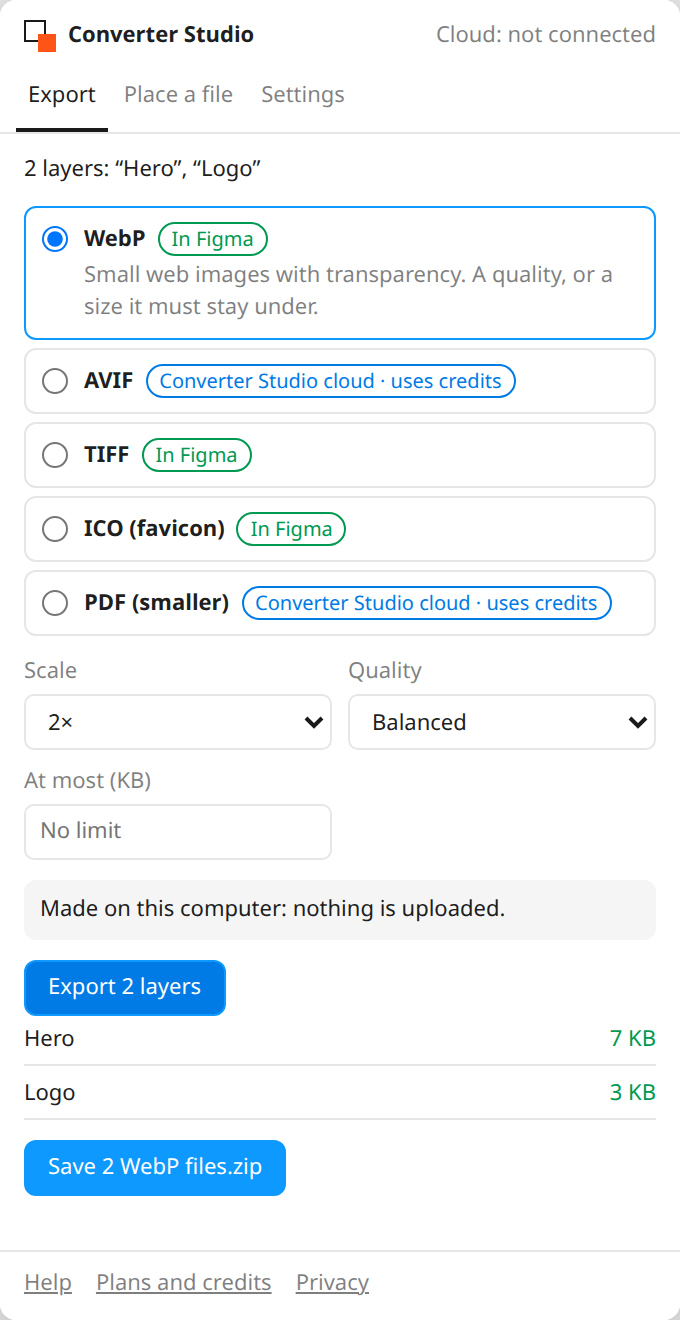 Converter Studio
Cloud: not connected
Export
Place a file
Settings
2 layers: “Hero”, “Logo”
WebP
In Figma
Small web images with transparency. A quality, or a
size it must stay under.
AVIF
Converter Studio cloud · uses credits
TIFF
In Figma
ICO (favicon)
In Figma
PDF (smaller)
Converter Studio cloud · uses credits
Scale
Quality
2×
Balanced
At most (KB)
No limit
Made on this computer: nothing is uploaded.
Export 2 layers
Hero
7 KB
Logo
3 KB
Save 2 WebP files.zip
Help
Plans and credits
Privacy